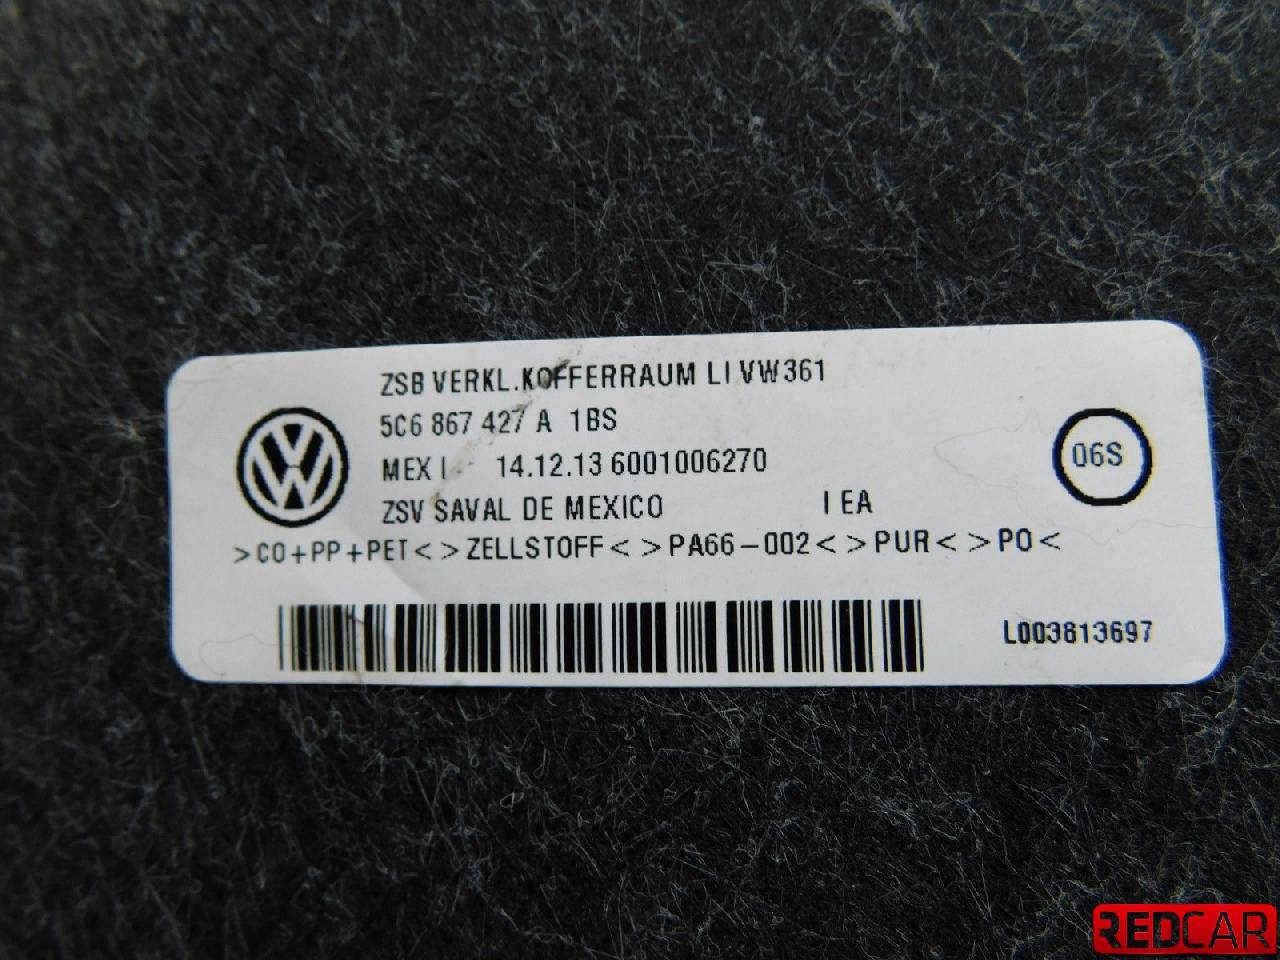 ZSB VERKL.KOFFERRAUM LI VW361
5C6 867 427 A 1BS
MEX I 14.12.13 6001006270
06S
ZSV SAVAL DE MEXICO I EA
>CO+PP+PET<>ZELLSTOFF<>PA66-002<>PUR<>PO<
L003813697
REDCAR